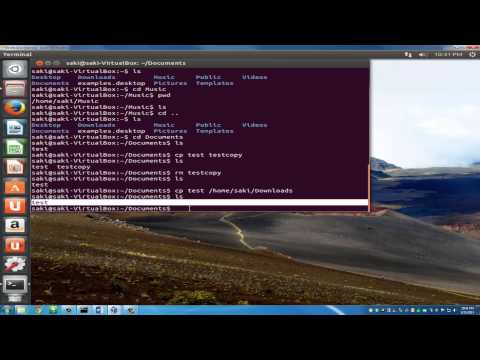 Terminal
10:41 PM
saki@saki-VirtualBox: ~/Documents
saki@saki-VirtualBox:~$ ls
Desktop Downloads Music Public Videos
Documents examples.desktop Pictures Templates
saki@saki-VirtualBox:~$ cd Music
saki@saki-VirtualBox:~/Music$ pwd
/home/saki/Music
saki@saki-VirtualBox:~/Music$ ls
saki@saki-VirtualBox:~/Music$ cd ..
saki@saki-VirtualBox:~$ ls
Desktop Downloads Music Public Videos
Documents examples.desktop Pictures Templates
saki@saki-VirtualBox:~$ cd Documents
saki@saki-VirtualBox:~/Documents$ ls
test
saki@saki-VirtualBox:~/Documents$ cp test testcopy
saki@saki-VirtualBox:~/Documents$ ls
test testcopy
saki@saki-VirtualBox:~/Documents$ rm testcopy
saki@saki-VirtualBox:~/Documents$ ls
test
saki@saki-VirtualBox:~/Documents$ cp test /home/saki/Downloads
saki@saki-VirtualBox:~/Documents$ ls
test
saki@saki-VirtualBox:~/Documents$